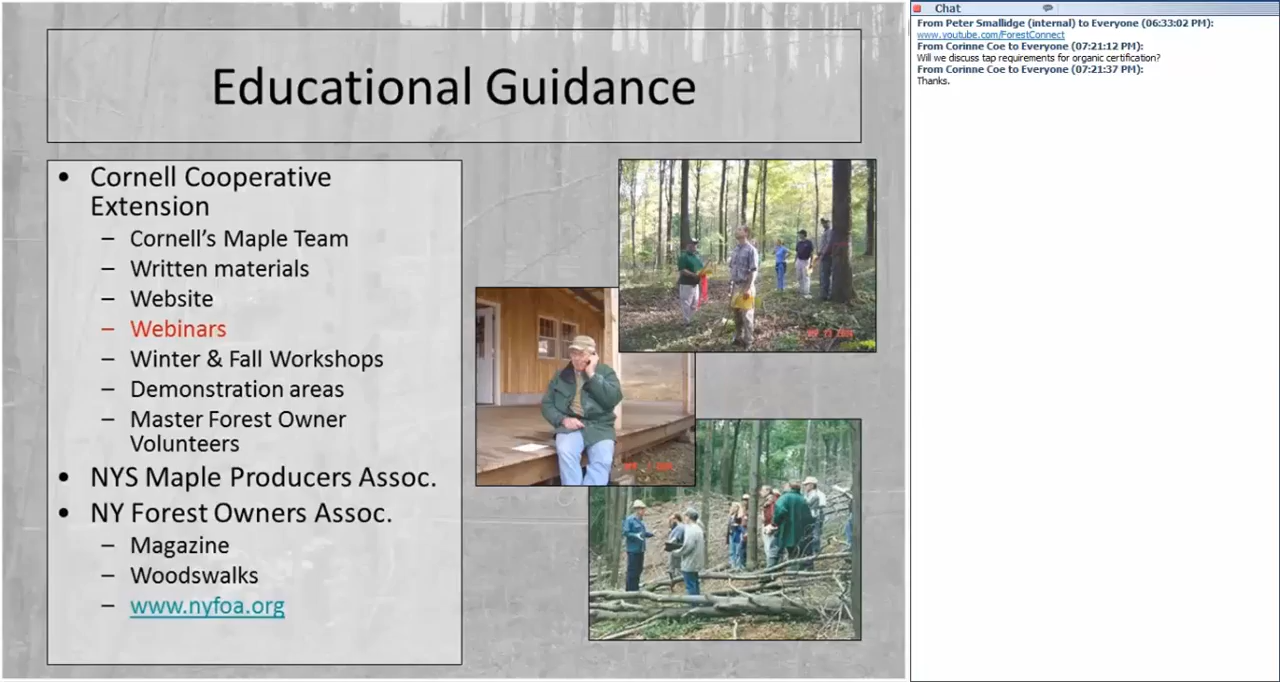 Educational Guidance
• Cornell Cooperative
Extension
– Cornell's Maple Team
– Written materials
– Website
– Webinars
– Winter & Fall Workshops
– Demonstration areas
– Master Forest Owner
Volunteers
• NYS Maple Producers Assoc.
• NY Forest Owners Assoc.
– Magazine
– Woodswalks
– www.nyfoa.org
Chat
From Peter Smallidge (internal) to Everyone (06:33:02 PM):
www.youtube.com/ForestConnect
From Corinne Coe to Everyone (07:21:12 PM):
Will we discuss tap requirements for organic certification?
From Corinne Coe to Everyone (07:21:37 PM):
Thanks.